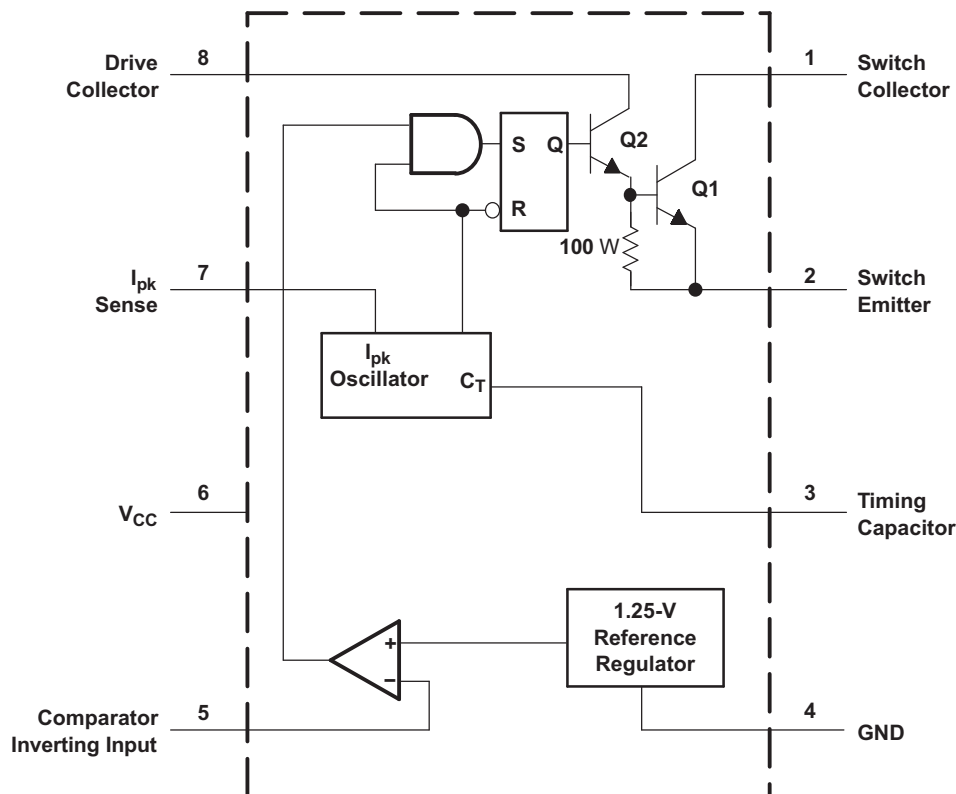 Drive
Collector
8
1
Switch
Collector
S
Q
R
Q2
Q1
100 W
Ipk
Sense
7
2
Switch
Emitter
Ipk
Oscillator
CT
6
VCC
3
Timing
Capacitor
1.25-V
Reference
Regulator
+
−
Comparator
Inverting Input
5
4
GND